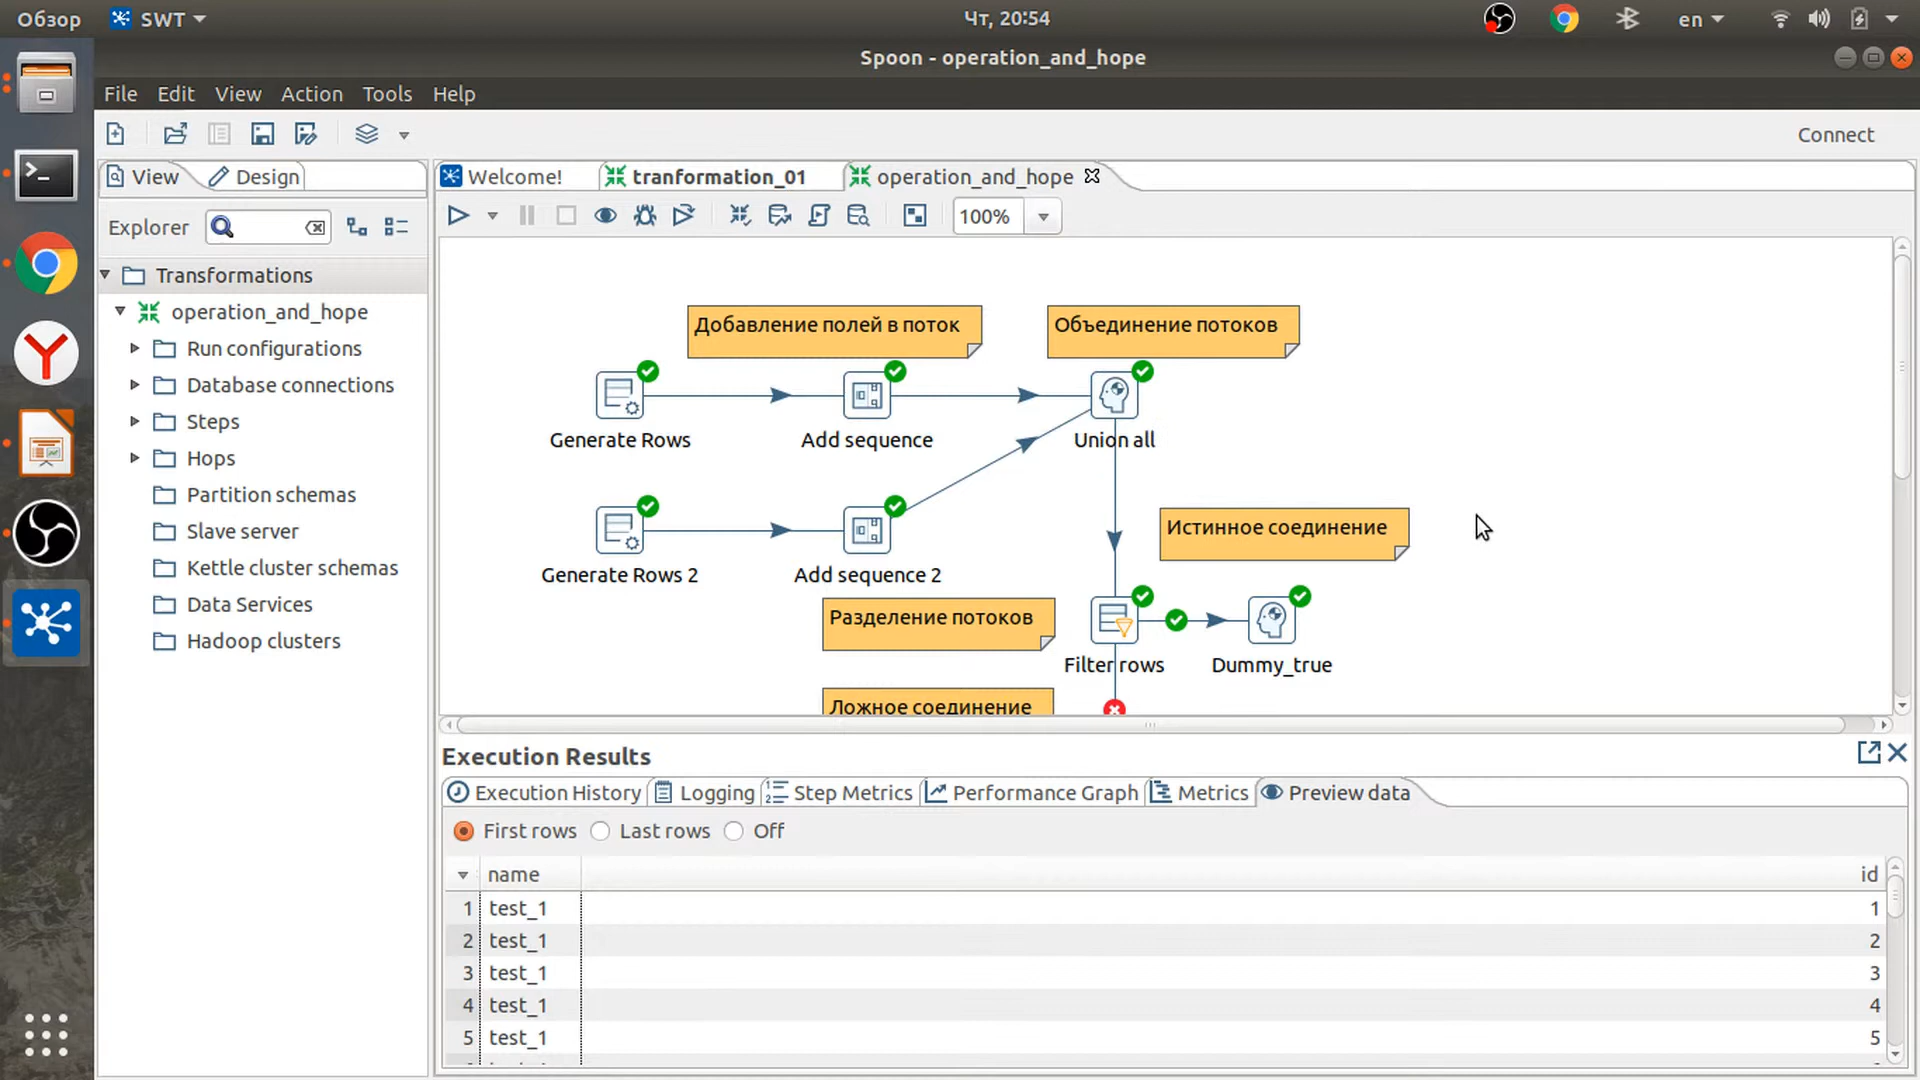 Обзор SWT Чт, 20:54 en
Spoon - operation_and_hope
File Edit View Action Tools Help
Connect
View Design
Welcome! tranformation_01 operation_and_hope
Explorer
100%
Transformations
operation_and_hope
Run configurations
Database connections
Steps
Hops
Partition schemas
Slave server
Kettle cluster schemas
Data Services
Hadoop clusters
Добавление полей в поток
Объединение потоков
Generate Rows
Add sequence
Union all
Истинное соединение
Generate Rows 2
Add sequence 2
Разделение потоков
Filter rows
Dummy_true
Ложное соединение
Execution Results
Execution History Logging Step Metrics Performance Graph Metrics Preview data
First rows Last rows Off
name id
1 test_1 1
2 test_1 2
3 test_1 3
4 test_1 4
5 test_1 5